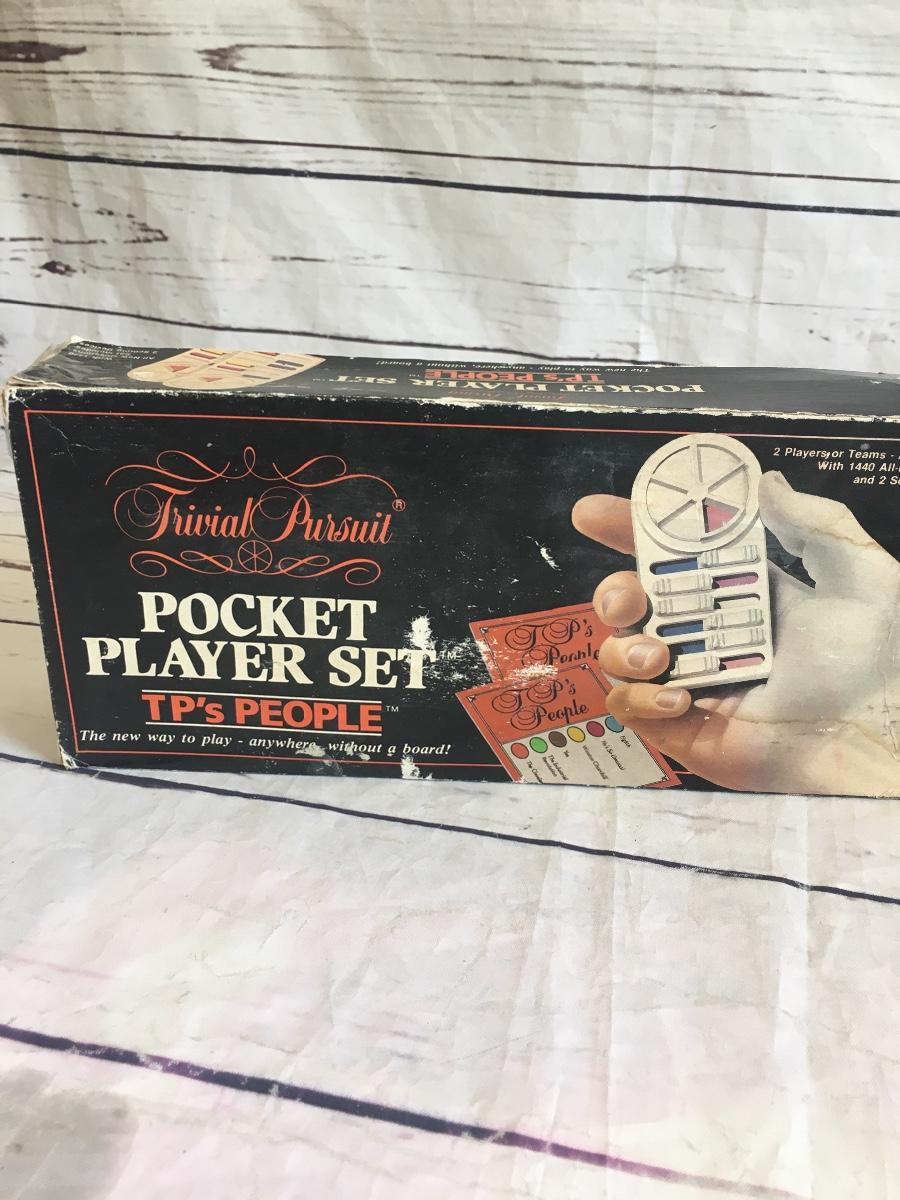 The new way to play - anywhere, without a board!
TP's PEOPLE™
POCKET PLAYER SET™
Trivial Pursuit®
POCKET
PLAYER SET™
TP's PEOPLE™
The new way to play - anywhere, without a board!
2 Players or Teams -
With 1440 All-
and 2 S
TP's
People
TP's
People